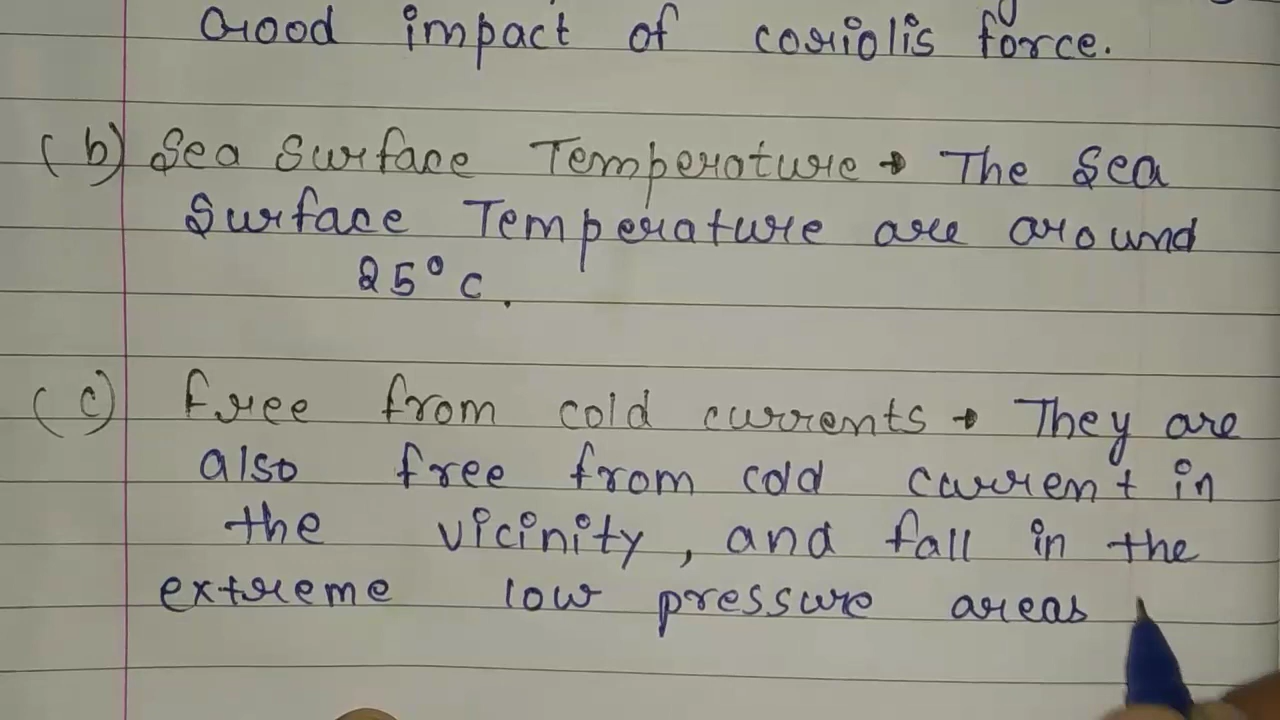 Good impact of coriolis force.
(b) Sea Surface Temperature → The Sea
Surface Temperature are around
25° c.
(c) free from cold currents → They are
also free from cold current in
the vicinity, and fall in the
extreme low pressure areas